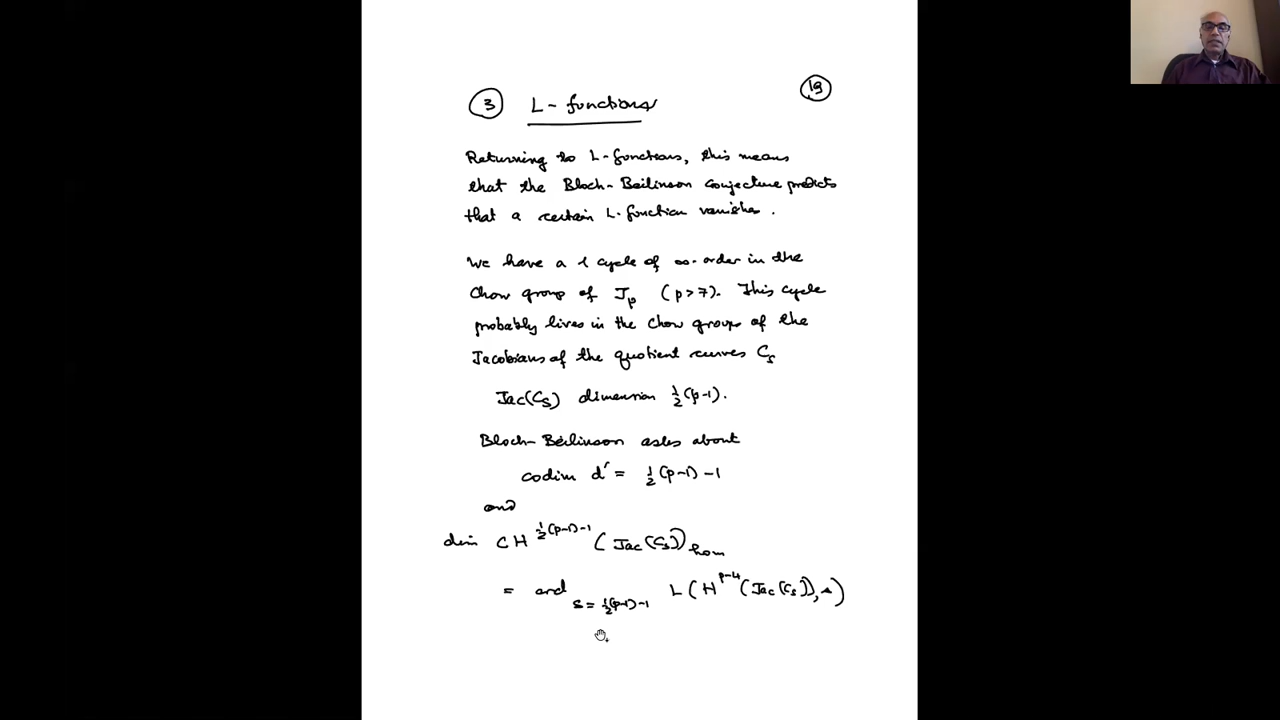 3 L-functions
19
Returning to L-functions, this means
that the Bloch-Beilinson conjecture predicts
that a certain L-function vanishes.
We have a 1 cycle of ∞-order in the
Chow group of J_p (p>7). This cycle
probably lives in the Chow groups of the
Jacobians of the quotient curves C_s
Jac(C_s) dimension ½(p-1).
Bloch-Beilinson asks about
codim d' = ½(p-1)-1
and
dim CH^{½(p-1)-1} (Jac(C_s))_hom
= ord_{s=½(p-1)-1} L(H^{p-4}(Jac(C_s)), s)